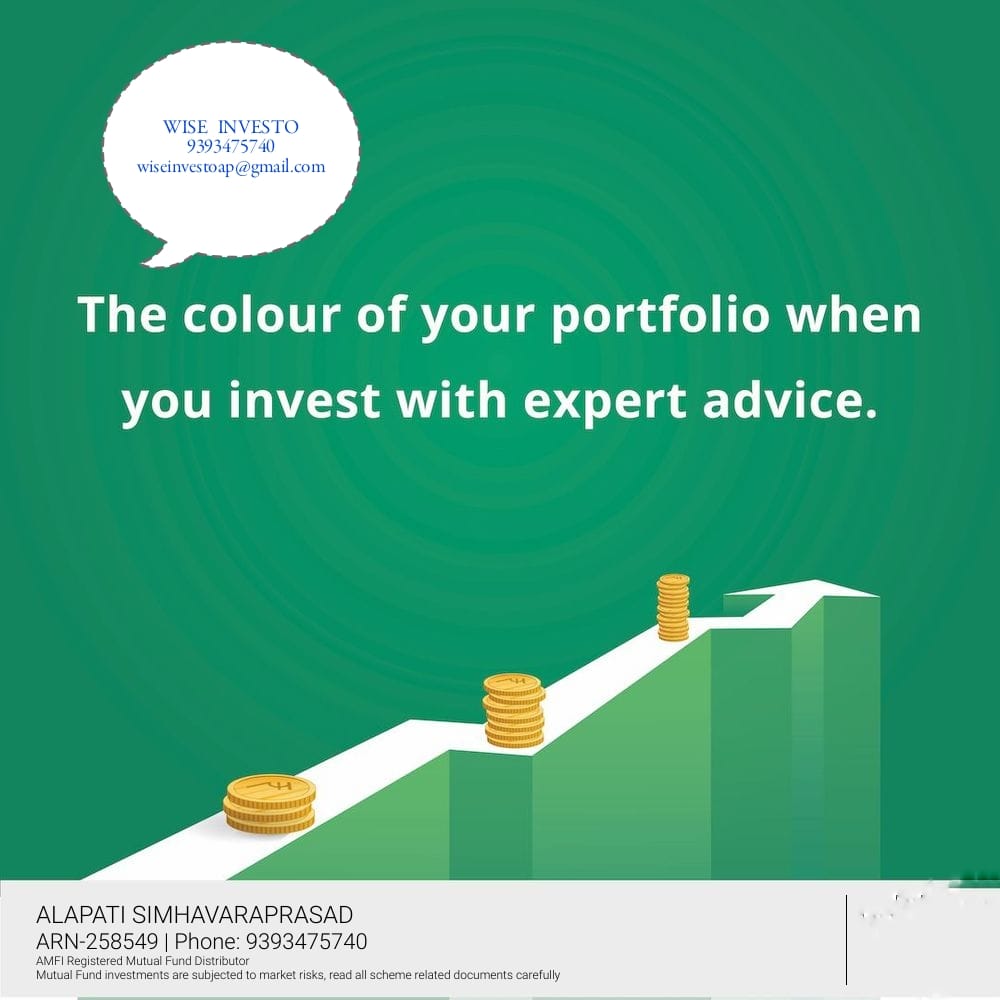 WISE INVESTO
9393475740
wiseinvestoap@gmail.com
The colour of your portfolio when
you invest with expert advice.
ALAPATI SIMHAVARAPRASAD
ARN-258549 | Phone: 9393475740
AMFI Registered Mutual Fund Distributor
Mutual Fund investments are subjected to market risks, read all scheme related documents carefully